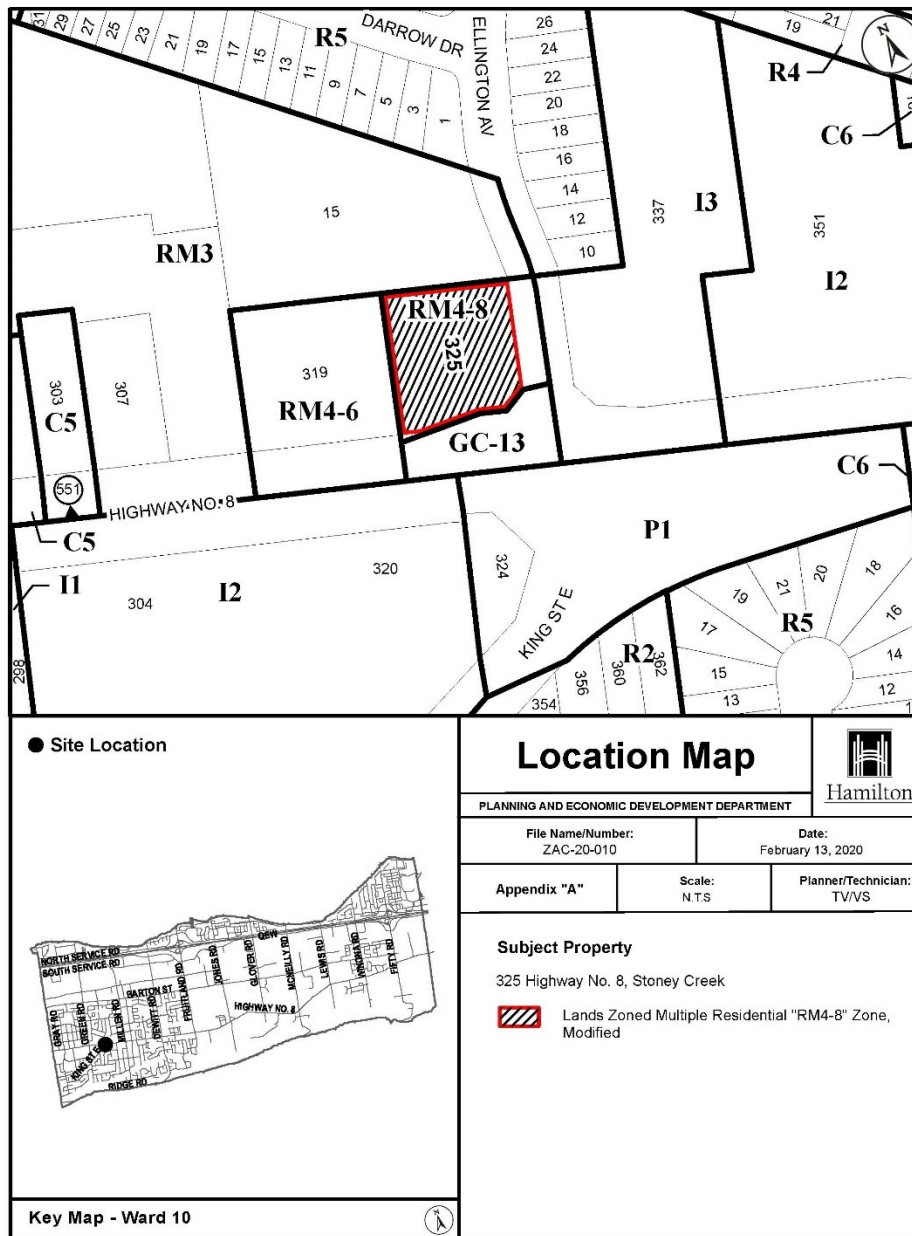 DARROW DR
ELLINGTON AV
R5
31
29
27
25
23
21
19
17
15
13
11
9
7
5
3
1
26
24
22
20
18
16
14
12
10
19
21
R4
N
C6
337
I3
351
I2
15
RM3
RM4-8
325
319
RM4-6
GC-13
303
C5
307
551
HIGHWAY NO. 8
C5
I1
304
I2
320
298
324
KING ST E
P1
C6
R2
354
356
360
362
R5
13
15
17
19
21
20
18
16
14
12
Site Location
NORTH SERVICE RD
SOUTH SERVICE RD
QEW
BARTON ST
HIGHWAY NO. 8
RIDGE RD
KING ST E
GRAY RD
GREEN RD
MILLEN RD
DEWITT RD
FRUITLAND RD
JONES RD
GLOVER RD
MCNEILLY RD
LEWIS RD
WINONA RD
FIFTY RD
Key Map - Ward 10
N
Location Map
Hamilton
PLANNING AND ECONOMIC DEVELOPMENT DEPARTMENT
File Name/Number:
ZAC-20-010
Date:
February 13, 2020
Appendix "A"
Scale:
N.T.S
Planner/Technician:
TV/VS
Subject Property
325 Highway No. 8, Stoney Creek
Lands Zoned Multiple Residential "RM4-8" Zone,
Modified